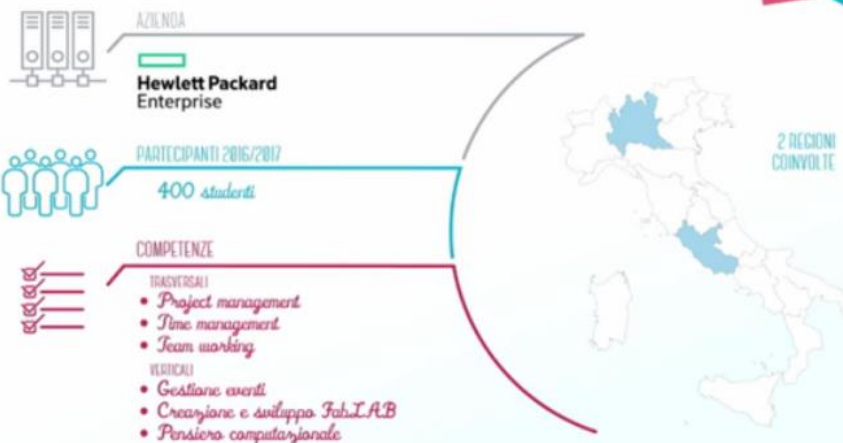 AZIENDA
Hewlett Packard
Enterprise
PARTECIPANTI 2016/2017
400 studenti
2 REGIONI
COINVOLTE
COMPETENZE
TRASVERSALI
• Project management
• Time management
• Team working
VERTICALI
• Gestione eventi
• Creazione e sviluppo FabLAB
• Pensiero computazionale